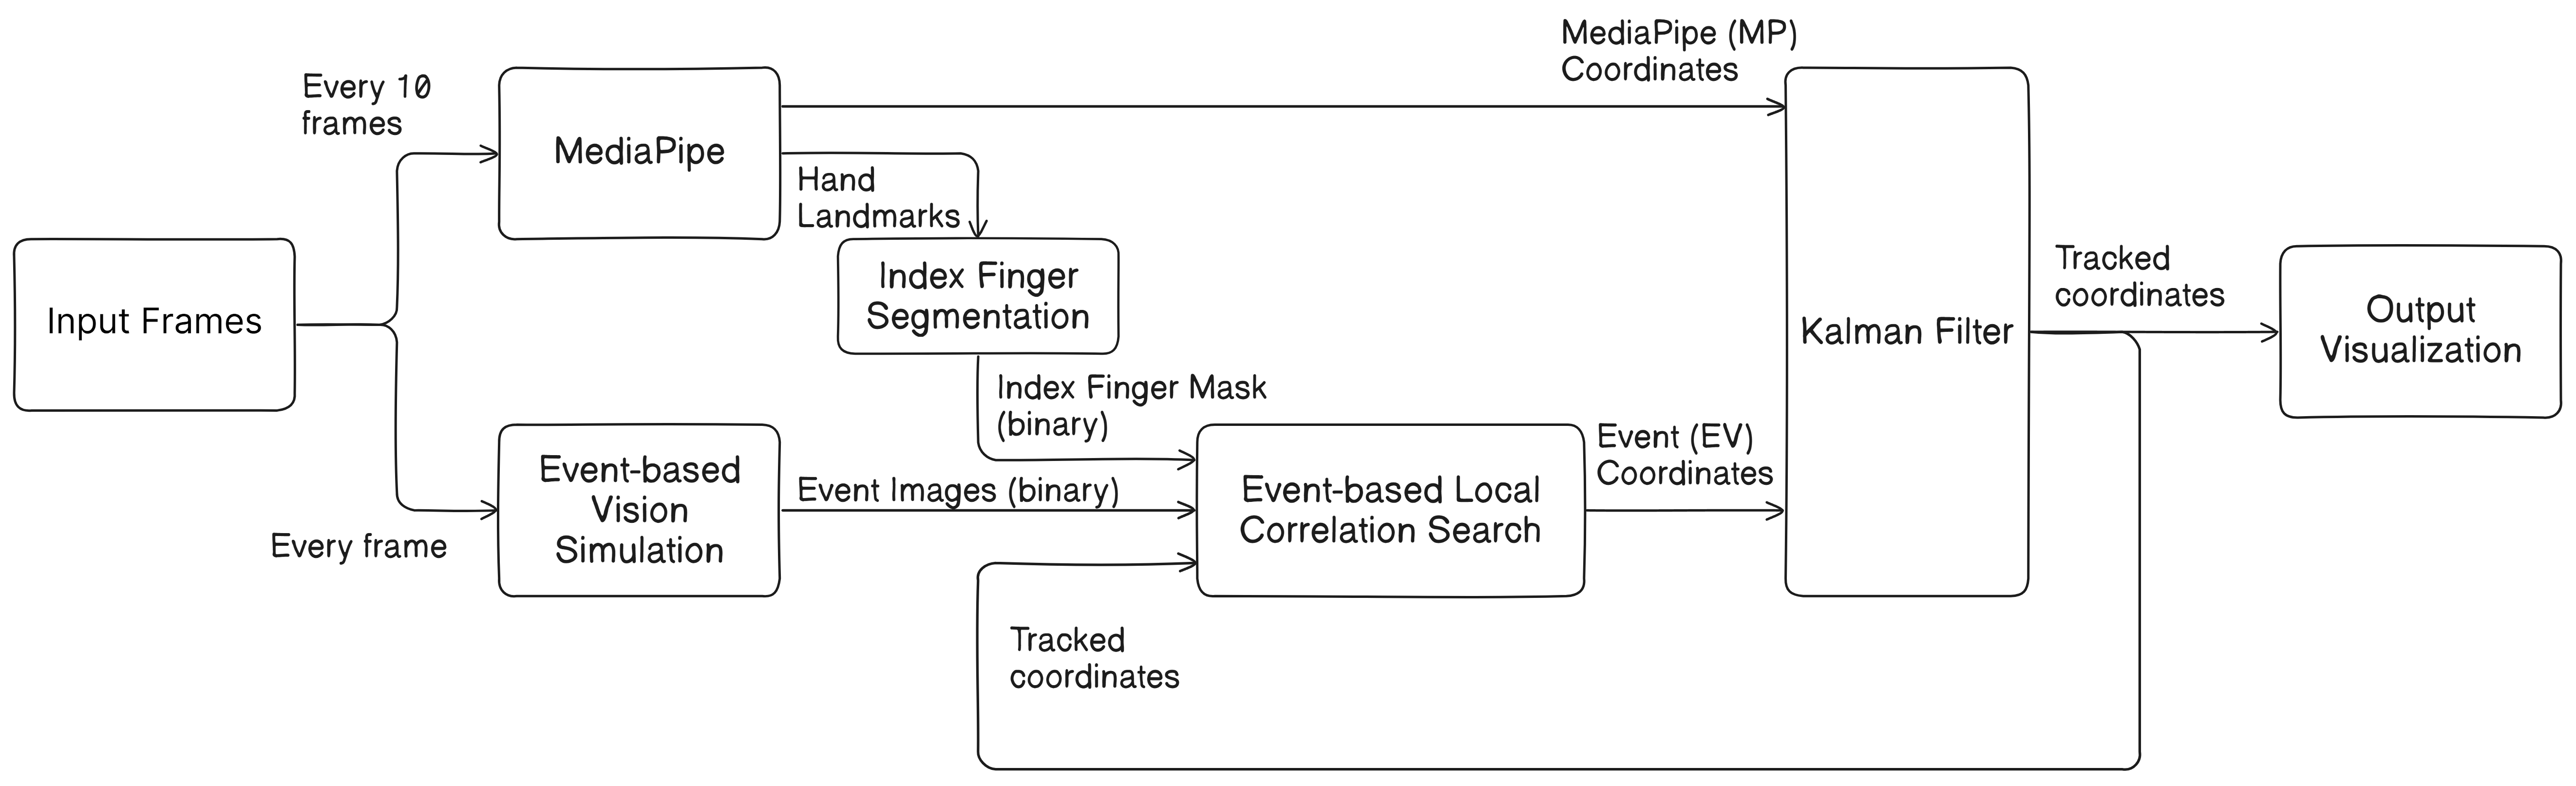 MediaPipe (MP)
Coordinates
Every 10
frames
MediaPipe
Hand
Landmarks
Input Frames
Index Finger
Segmentation
Kalman Filter
Tracked
coordinates
Output
Visualization
Index Finger Mask
(binary)
Event-based
Vision
Simulation
Every frame
Event Images (binary)
Event-based Local
Correlation Search
Event (EV)
Coordinates
Tracked
coordinates